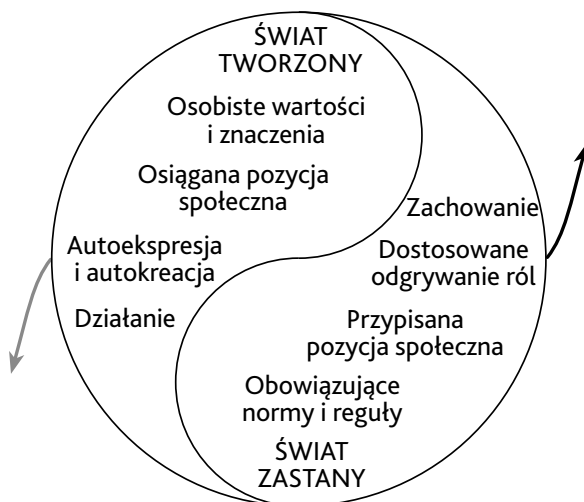 ŚWIAT
TWORZONY
Osobiste wartości
i znaczenia
Osiągana pozycja
społeczna
Autoekspresja
i autokreacja
Działanie
Zachowanie
Dostosowane
odgrywanie ról
Przypisana
pozycja społeczna
Obowiązujące
normy i reguły
ŚWIAT
ZASTANY